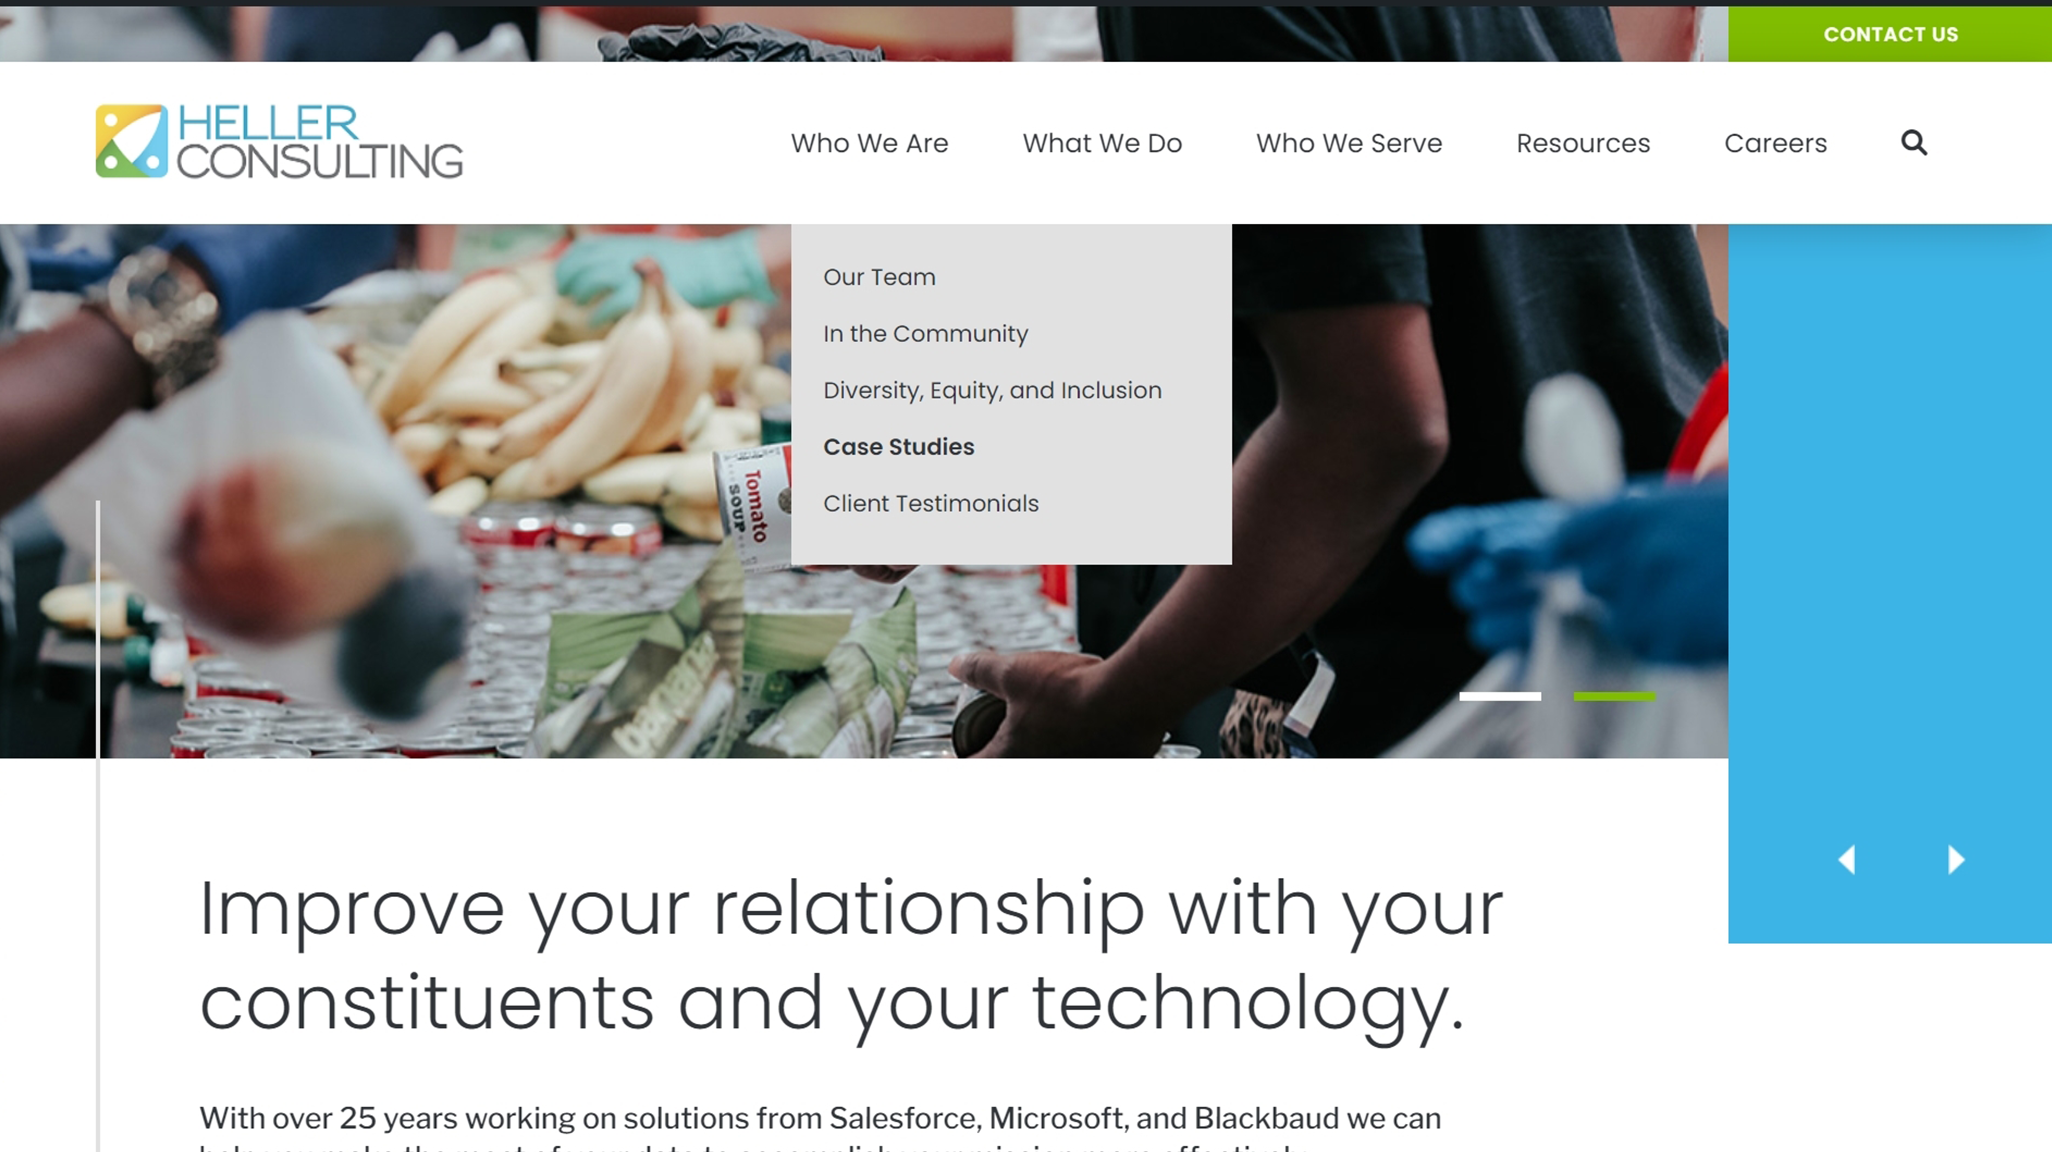 CONTACT US
HELLER
CONSULTING
Who We Are
What We Do
Who We Serve
Resources
Careers
Our Team
In the Community
Diversity, Equity, and Inclusion
Case Studies
Client Testimonials
Tomato
SOUP
Improve your relationship with your
constituents and your technology.
With over 25 years working on solutions from Salesforce, Microsoft, and Blackbaud we can